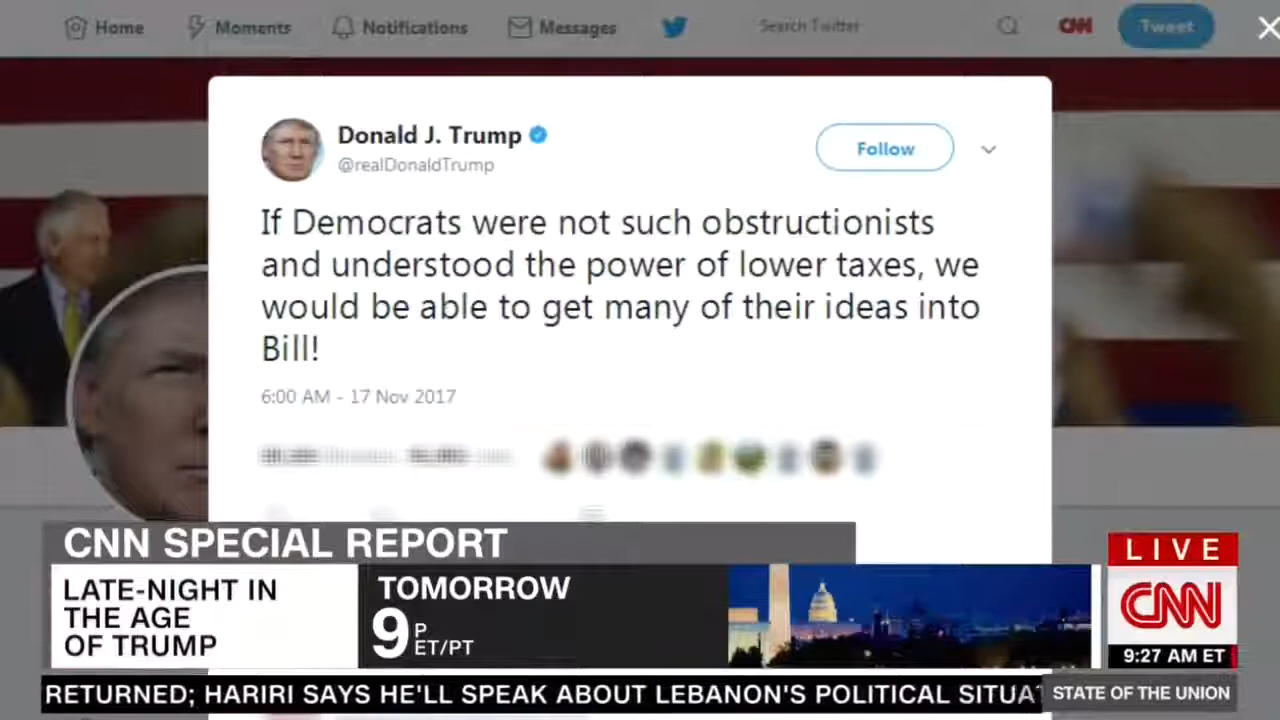 Home Moments Notifications Messages Search Twitter CNN Tweet
Donald J. Trump
@realDonaldTrump
Follow
If Democrats were not such obstructionists
and understood the power of lower taxes, we
would be able to get many of their ideas into
Bill!
6:00 AM - 17 Nov 2017
CNN SPECIAL REPORT
LATE-NIGHT IN
THE AGE
OF TRUMP
TOMORROW
9P
ET/PT
LIVE
CNN
9:27 AM ET
RETURNED; HARIRI SAYS HE'LL SPEAK ABOUT LEBANON'S POLITICAL
STATE OF THE UNION